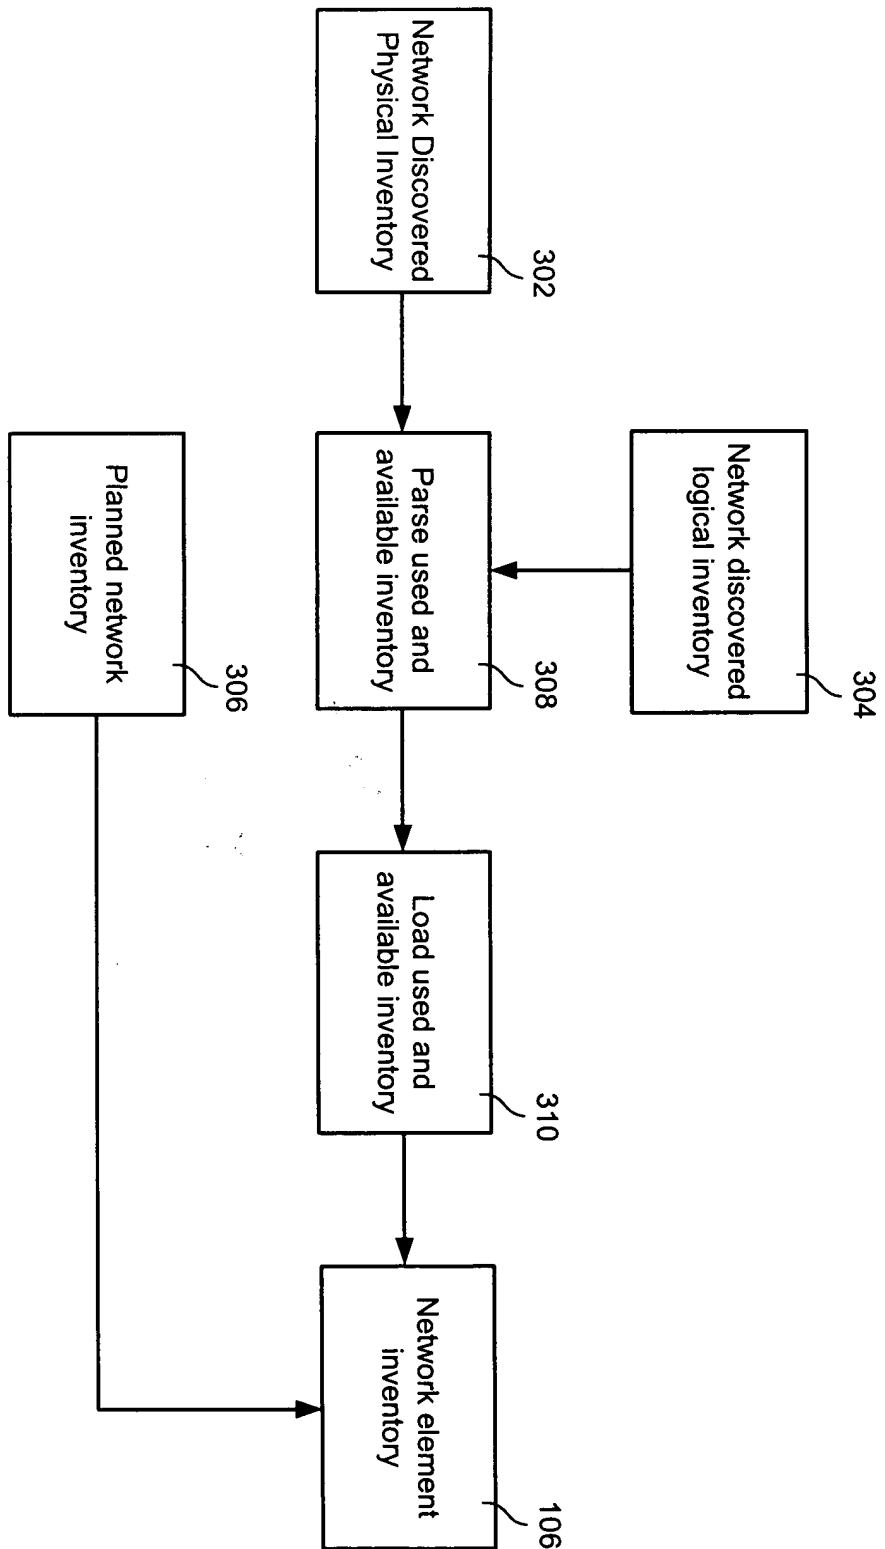 304
Network discovered
logical inventory
302
Network Discovered
Physical Inventory
308
Parse used and
available inventory
310
Load used and
available inventory
106
Network element
inventory
306
Planned network
inventory